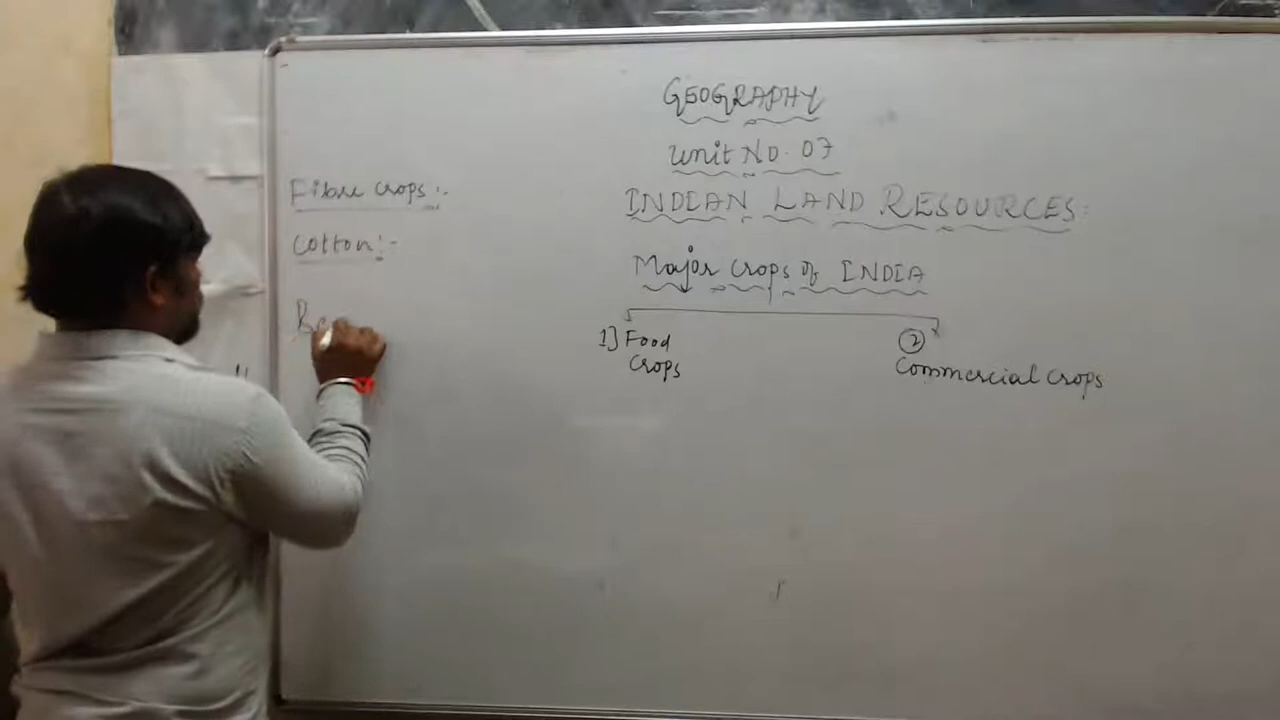 GEOGRAPHY
Unit No. 07
INDIAN LAND RESOURCES
Major Crops of INDIA
1] Food
Crops
②
Commercial Crops
Fibre Crops :-
Cotton :-